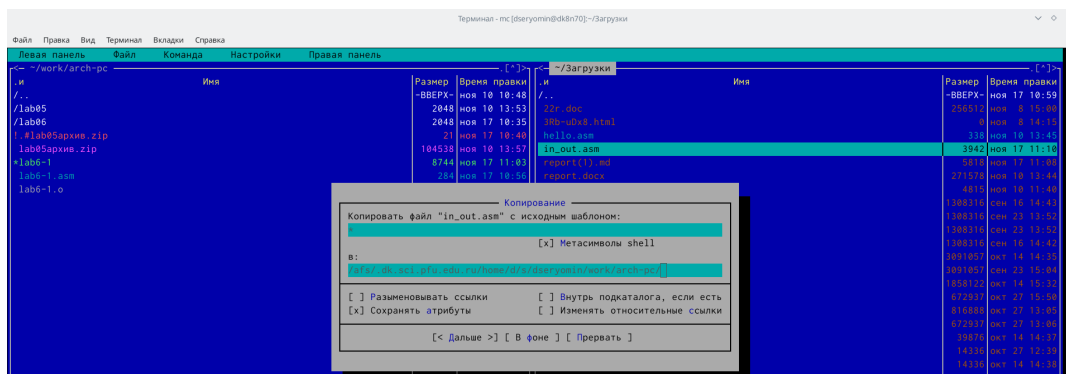 Терминал - mc [dseryomin@dk8n70]:~/Загрузки
Файл Правка Вид Терминал Вкладки Справка
Левая панель Файл Команда Настройки Правая панель
<— ~/work/arch-pc .[^]> <— ~/Загрузки .[^]>
.и Имя Размер Время правки .и Имя Размер Время правки
/.. -ВВЕРХ- ноя 10 10:48 /.. -ВВЕРХ- ноя 17 10:59
/lab05 2048 ноя 10 13:53 22r.doc 256512 ноя 8 15:00
/lab06 2048 ноя 17 10:35 3Rb-uDx8.html 0 ноя 8 14:15
!.#lab05архив.zip 21 ноя 17 10:40 hello.asm 338 ноя 10 13:45
lab05архив.zip 104538 ноя 10 13:57 in_out.asm 3942 ноя 17 11:10
*lab6-1 8744 ноя 17 11:03 report(1).md 5818 ноя 17 11:08
lab6-1.asm 284 ноя 17 10:56 report.docx 271578 ноя 10 13:44
lab6-1.o 4815 ноя 10 11:40
Копирование 1308316 сен 16 14:43
Копировать файл "in_out.asm" с исходным шаблоном: 1308316 сен 23 13:52
* 1308316 сен 23 13:52
[x] Метасимволы shell 1308316 сен 16 14:42
в: 3091057 окт 14 14:35
/afs/.dk.sci.pfu.edu.ru/home/d/s/dseryomin/work/arch-pc/ 3091057 сен 23 15:04
1858122 окт 14 15:32
[ ] Разыменовывать ссылки [ ] Внутрь подкаталога, если есть 672937 окт 27 15:50
[x] Сохранять атрибуты [ ] Изменять относительные ссылки 816888 окт 27 13:05
672937 окт 27 13:06
[< Дальше >] [ В фоне ] [ Прервать ] 39876 окт 14 14:37
14336 окт 27 12:39
14336 окт 14 14:38